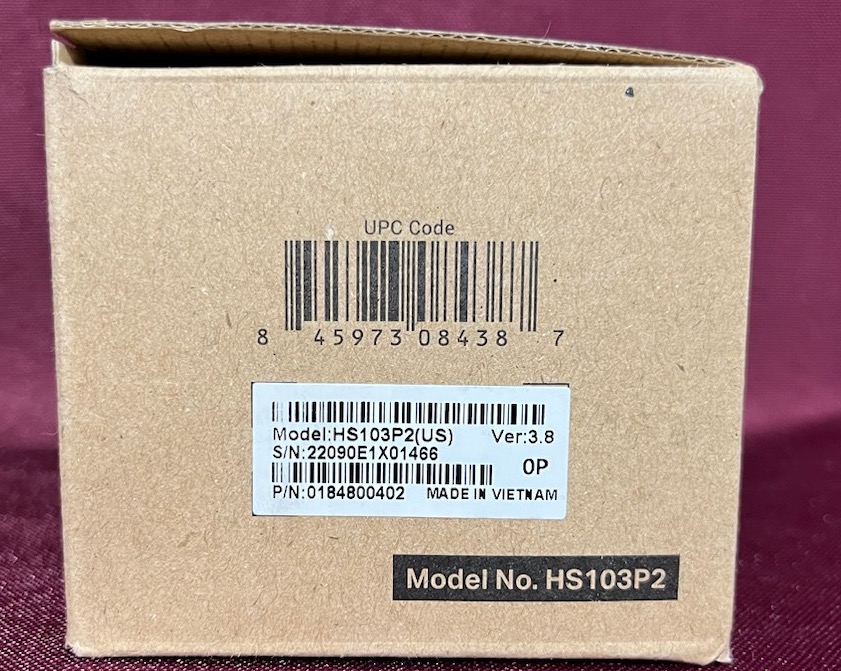 UPC Code
8 45973 08438 7
Model:HS103P2(US) Ver:3.8
S/N:22090E1X01466
0P
P/N:0184800402 MADE IN VIETNAM
Model No. HS103P2